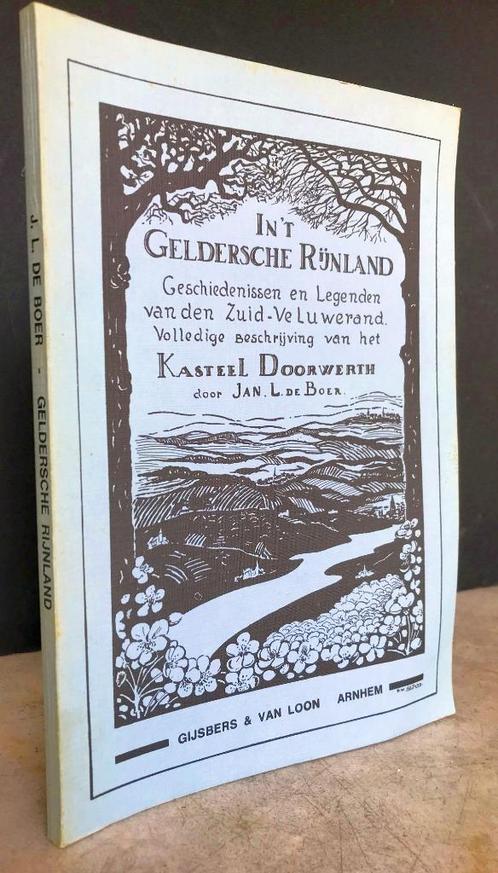 IN'T
GELDERSCHE RIJNLAND
Geschiedenissen en Legenden
van den Zuid-Veluwerand.
Volledige Beschrijving van het
KASTEEL DOORWERTH
door JAN. L. DE BOER.
GIJSBERS & VAN LOON ARNHEM
J. L. DE BOER - GELDERSCHE RIJNLAND